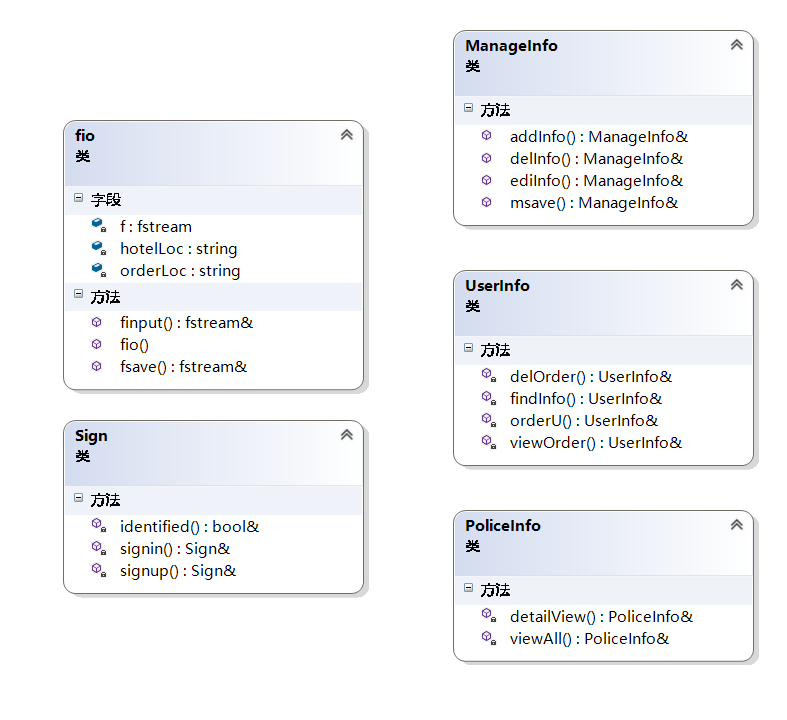 fio
类
字段
f : fstream
hotelLoc : string
orderLoc : string
方法
finput() : fstream&
fio()
fsave() : fstream&
Sign
类
方法
identified() : bool&
signin() : Sign&
signup() : Sign&
ManageInfo
类
方法
addInfo() : ManageInfo&
delInfo() : ManageInfo&
ediInfo() : ManageInfo&
msave() : ManageInfo&
UserInfo
类
方法
delOrder() : UserInfo&
findInfo() : UserInfo&
orderU() : UserInfo&
viewOrder() : UserInfo&
PoliceInfo
类
方法
detailView() : PoliceInfo&
viewAll() : PoliceInfo&